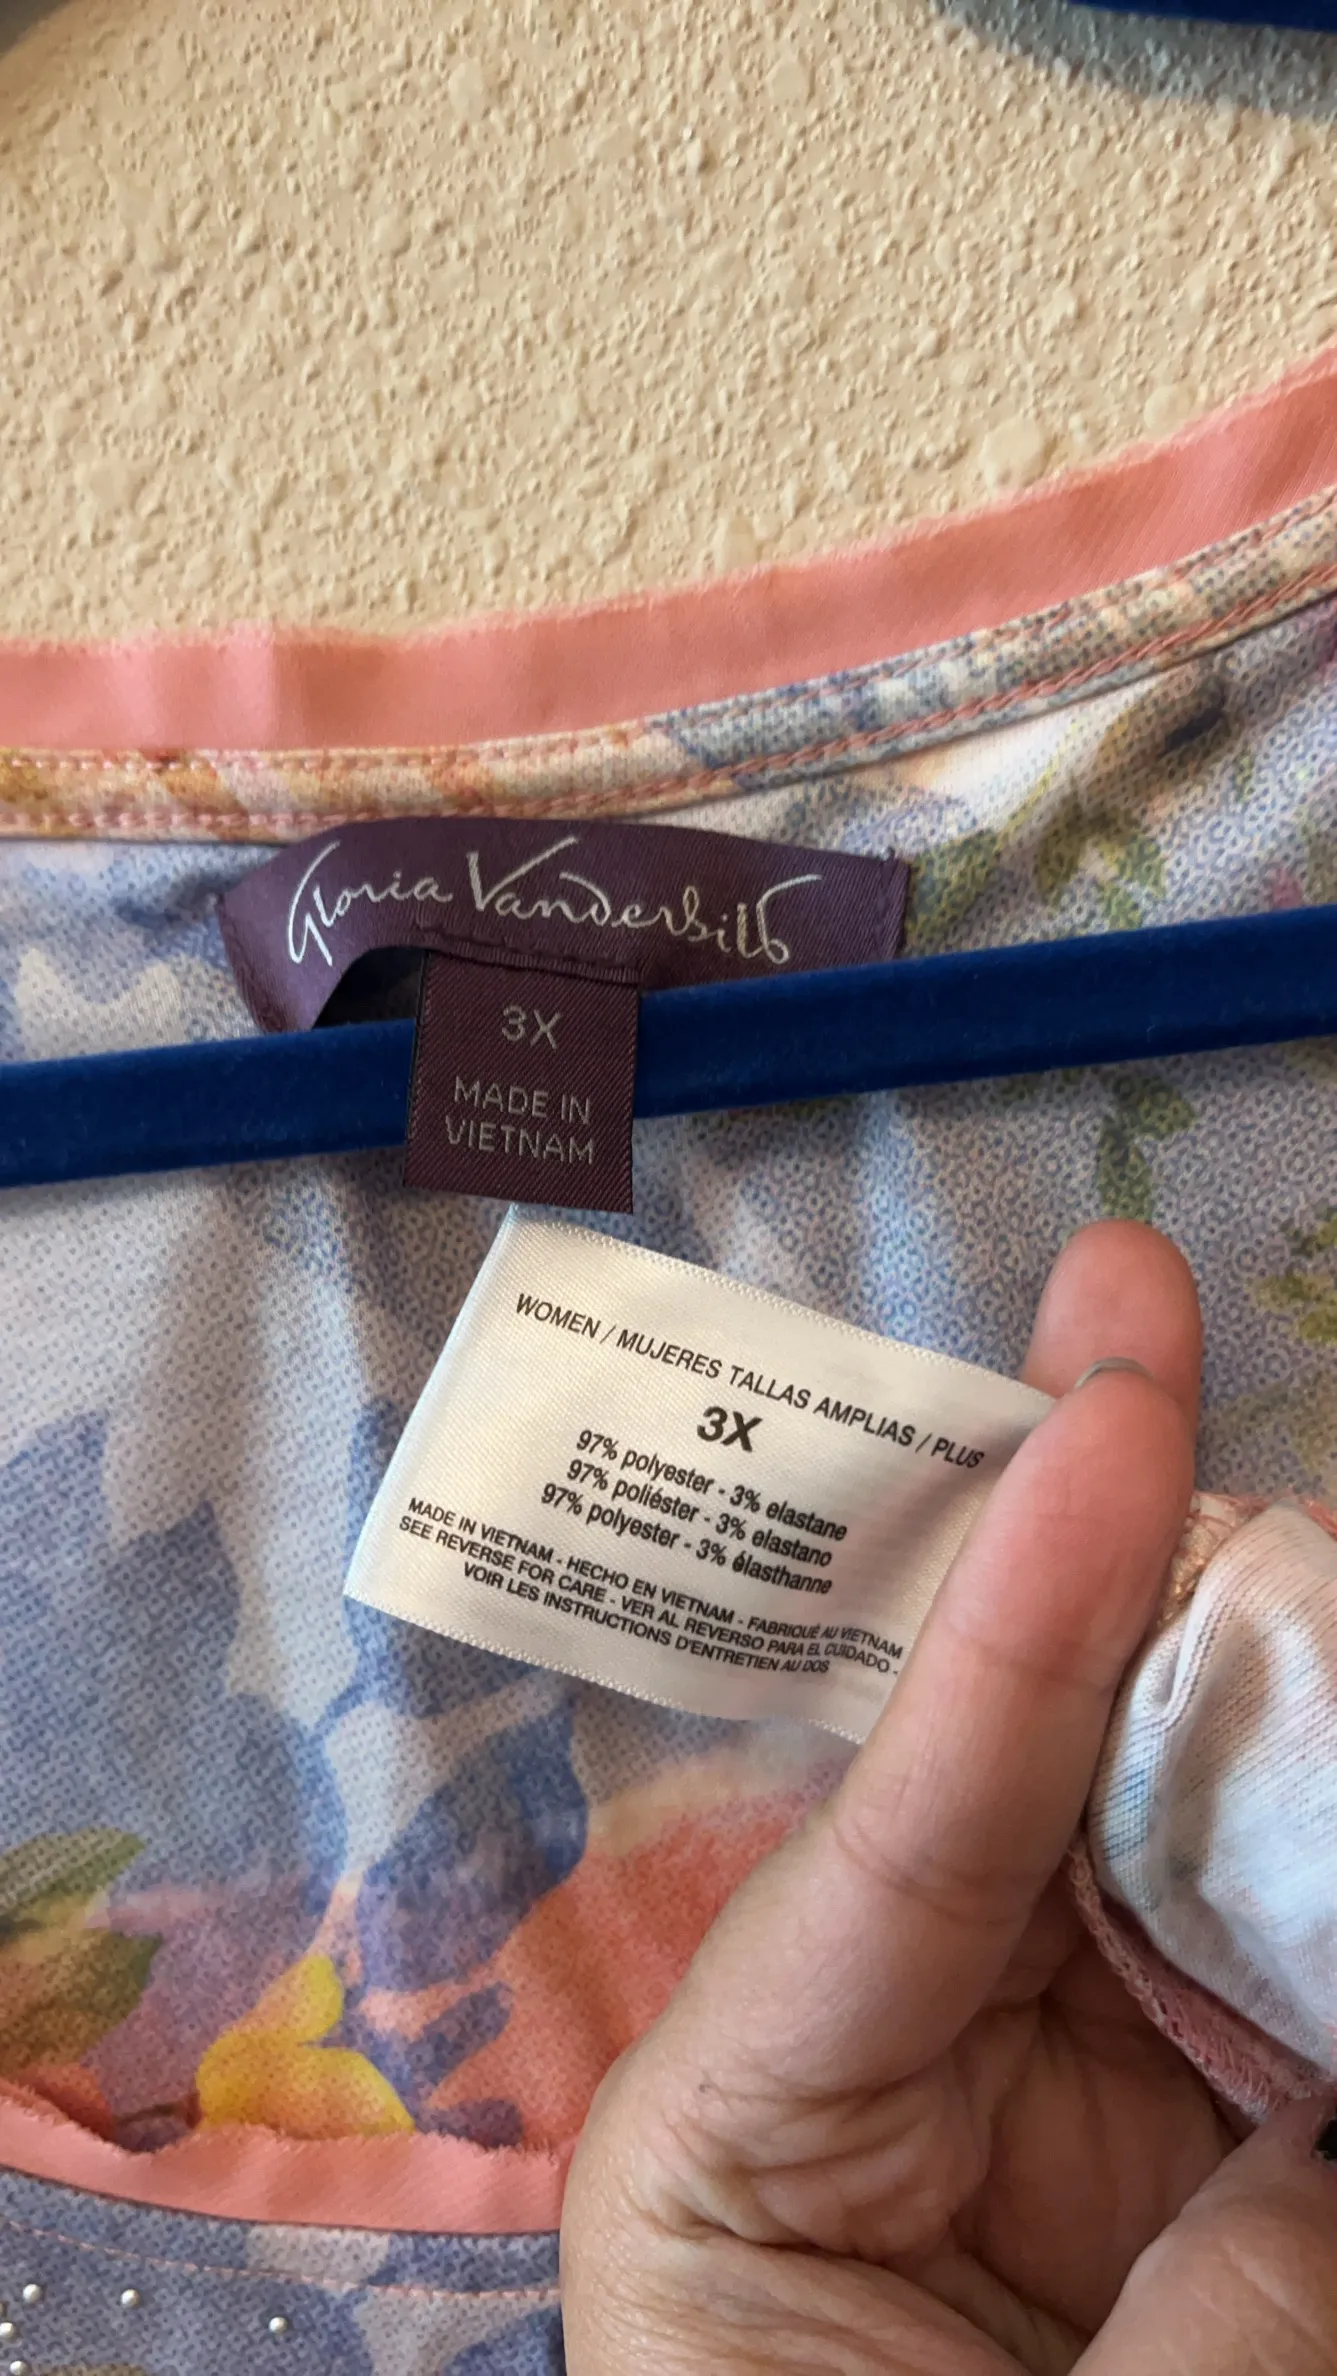 Gloria Vanderbilt
3X
MADE IN
VIETNAM
WOMEN / MUJERES TALLAS AMPLIAS / PLUS
3X
97% polyester - 3% elastane
97% poliéster - 3% elastano
97% polyester - 3% élasthanne
MADE IN VIETNAM - HECHO EN VIETNAM - FABRIQUÉ AU VIETNAM
SEE REVERSE FOR CARE - VER AL REVERSO PARA EL CUIDADO -
VOIR LES INSTRUCTIONS D'ENTRETIEN AU DOS